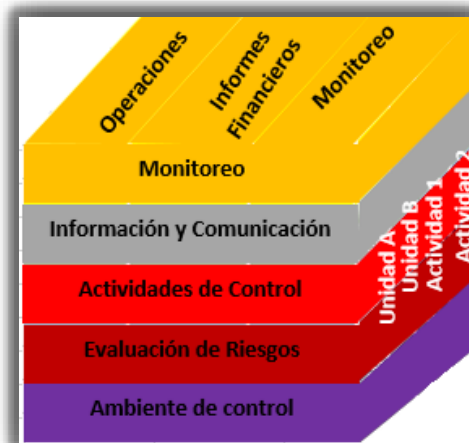 Operaciones
Informes
Financieros
Monitoreo
Monitoreo
Información y Comunicación
Actividades de Control
Evaluación de Riesgos
Ambiente de control
Unidad A
Unidad B
Actividad 1
Actividad 2